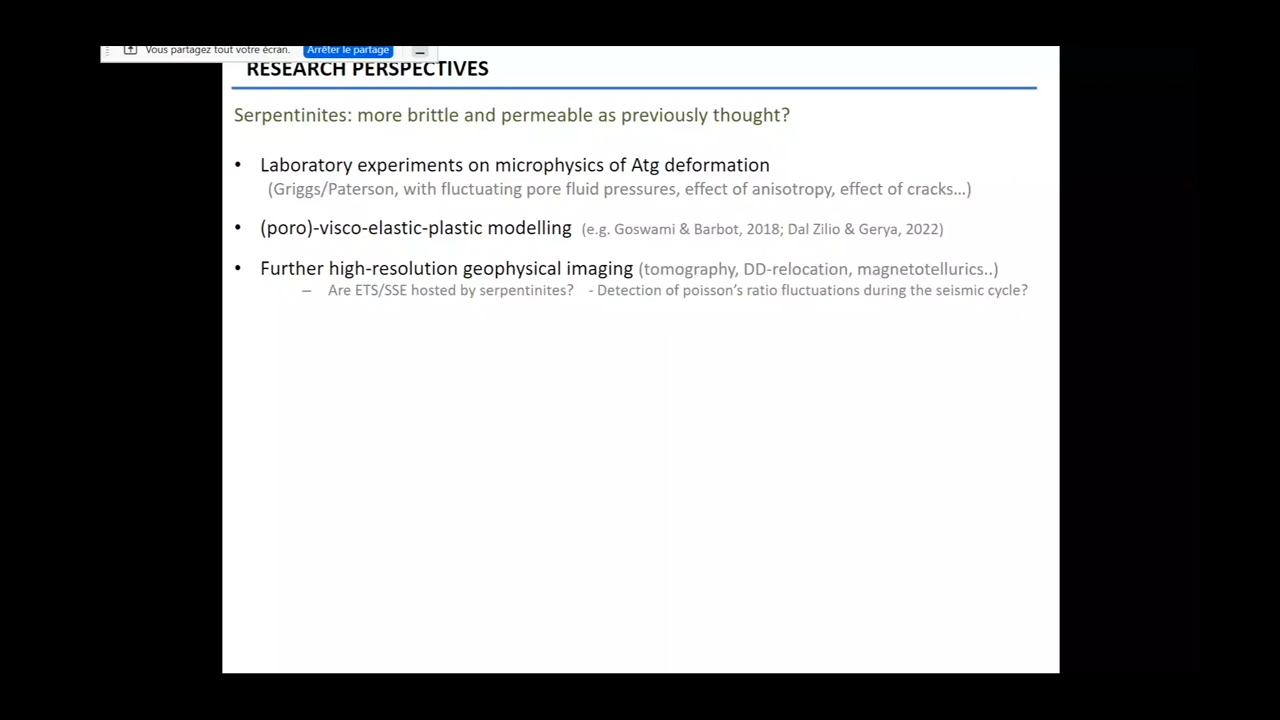 Vous partagez tout votre écran. Arrêter le partage
RESEARCH PERSPECTIVES
Serpentinites: more brittle and permeable as previously thought?
• Laboratory experiments on microphysics of Atg deformation
(Griggs/Paterson, with fluctuating pore fluid pressures, effect of anisotropy, effect of cracks…)
• (poro)-visco-elastic-plastic modelling (e.g. Goswami & Barbot, 2018; Dal Zilio & Gerya, 2022)
• Further high-resolution geophysical imaging (tomography, DD-relocation, magnetotellurics..)
– Are ETS/SSE hosted by serpentinites? - Detection of poisson's ratio fluctuations during the seismic cycle?